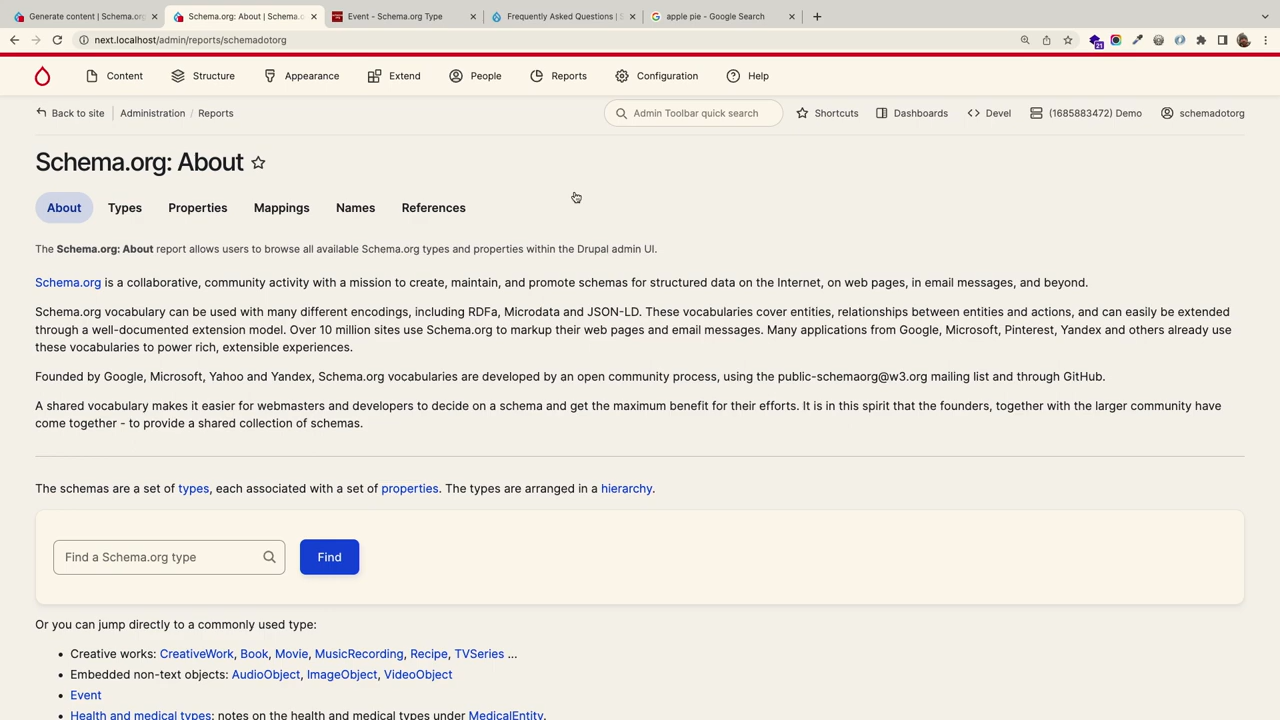 Generate content | Schema.org
Schema.org: About | Schema.o
Event - Schema.org Type
Frequently Asked Questions | S
apple pie - Google Search
next.localhost/admin/reports/schemadotorg
21
Content
Structure
Appearance
Extend
People
Reports
Configuration
Help
Back to site
Administration / Reports
Admin Toolbar quick search
Shortcuts
Dashboards
Devel
(1685883472) Demo
schemadotorg
Schema.org: About
About
Types
Properties
Mappings
Names
References
The Schema.org: About report allows users to browse all available Schema.org types and properties within the Drupal admin UI.
Schema.org is a collaborative, community activity with a mission to create, maintain, and promote schemas for structured data on the Internet, on web pages, in email messages, and beyond.
Schema.org vocabulary can be used with many different encodings, including RDFa, Microdata and JSON-LD. These vocabularies cover entities, relationships between entities and actions, and can easily be extended
through a well-documented extension model. Over 10 million sites use Schema.org to markup their web pages and email messages. Many applications from Google, Microsoft, Pinterest, Yandex and others already use
these vocabularies to power rich, extensible experiences.
Founded by Google, Microsoft, Yahoo and Yandex, Schema.org vocabularies are developed by an open community process, using the public-schemaorg@w3.org mailing list and through GitHub.
A shared vocabulary makes it easier for webmasters and developers to decide on a schema and get the maximum benefit for their efforts. It is in this spirit that the founders, together with the larger community have
come together - to provide a shared collection of schemas.
The schemas are a set of types, each associated with a set of properties. The types are arranged in a hierarchy.
Find a Schema.org type
Find
Or you can jump directly to a commonly used type:
• Creative works: CreativeWork, Book, Movie, MusicRecording, Recipe, TVSeries ...
• Embedded non-text objects: AudioObject, ImageObject, VideoObject
• Event
• Health and medical types: notes on the health and medical types under MedicalEntity.